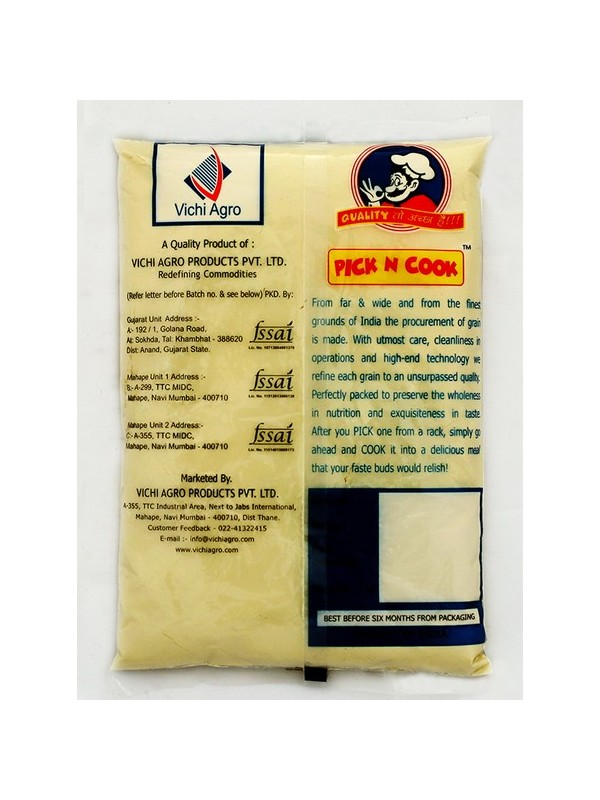 Vichi Agro
A Quality Product of :
VICHI AGRO PRODUCTS PVT. LTD.
Redefining Commodities
(Refer letter before Batch no. & see below) PKD. By:
Gujarat Unit Address :-
A:- 192 / 1, Golana Road,
At: Sokhda, Tal: Khambhat - 388620
Dist: Anand, Gujarat State.
fssai
Mahape Unit 1 Address :-
B:- A-299, TTC MIDC,
Mahape, Navi Mumbai - 400710
fssai
Mahape Unit 2 Address :-
C:- A-355, TTC MIDC,
Mahape, Navi Mumbai - 400710
fssai
Marketed By.
VICHI AGRO PRODUCTS PVT. LTD.
A-355, TTC Industrial Area, Next to Jabs International,
Mahape, Navi Mumbai - 400710, Dist Thane.
Customer Feedback - 022-41322415
E-mail :- info@vichiagro.com
www.vichiagro.com
QUALITY तो अच्छा है!!!
PICK N COOK ™
From far & wide and from the finest
grounds of India the procurement of grain
is made. With utmost care, cleanliness in
operations and high-end technology we
refine each grain to an unsurpassed quality.
Perfectly packed to preserve the wholeness
in nutrition and exquisiteness in taste.
After you PICK one from a rack, simply go
ahead and COOK it into a delicious meal
that your taste buds would relish!
BEST BEFORE SIX MONTHS FROM PACKAGING